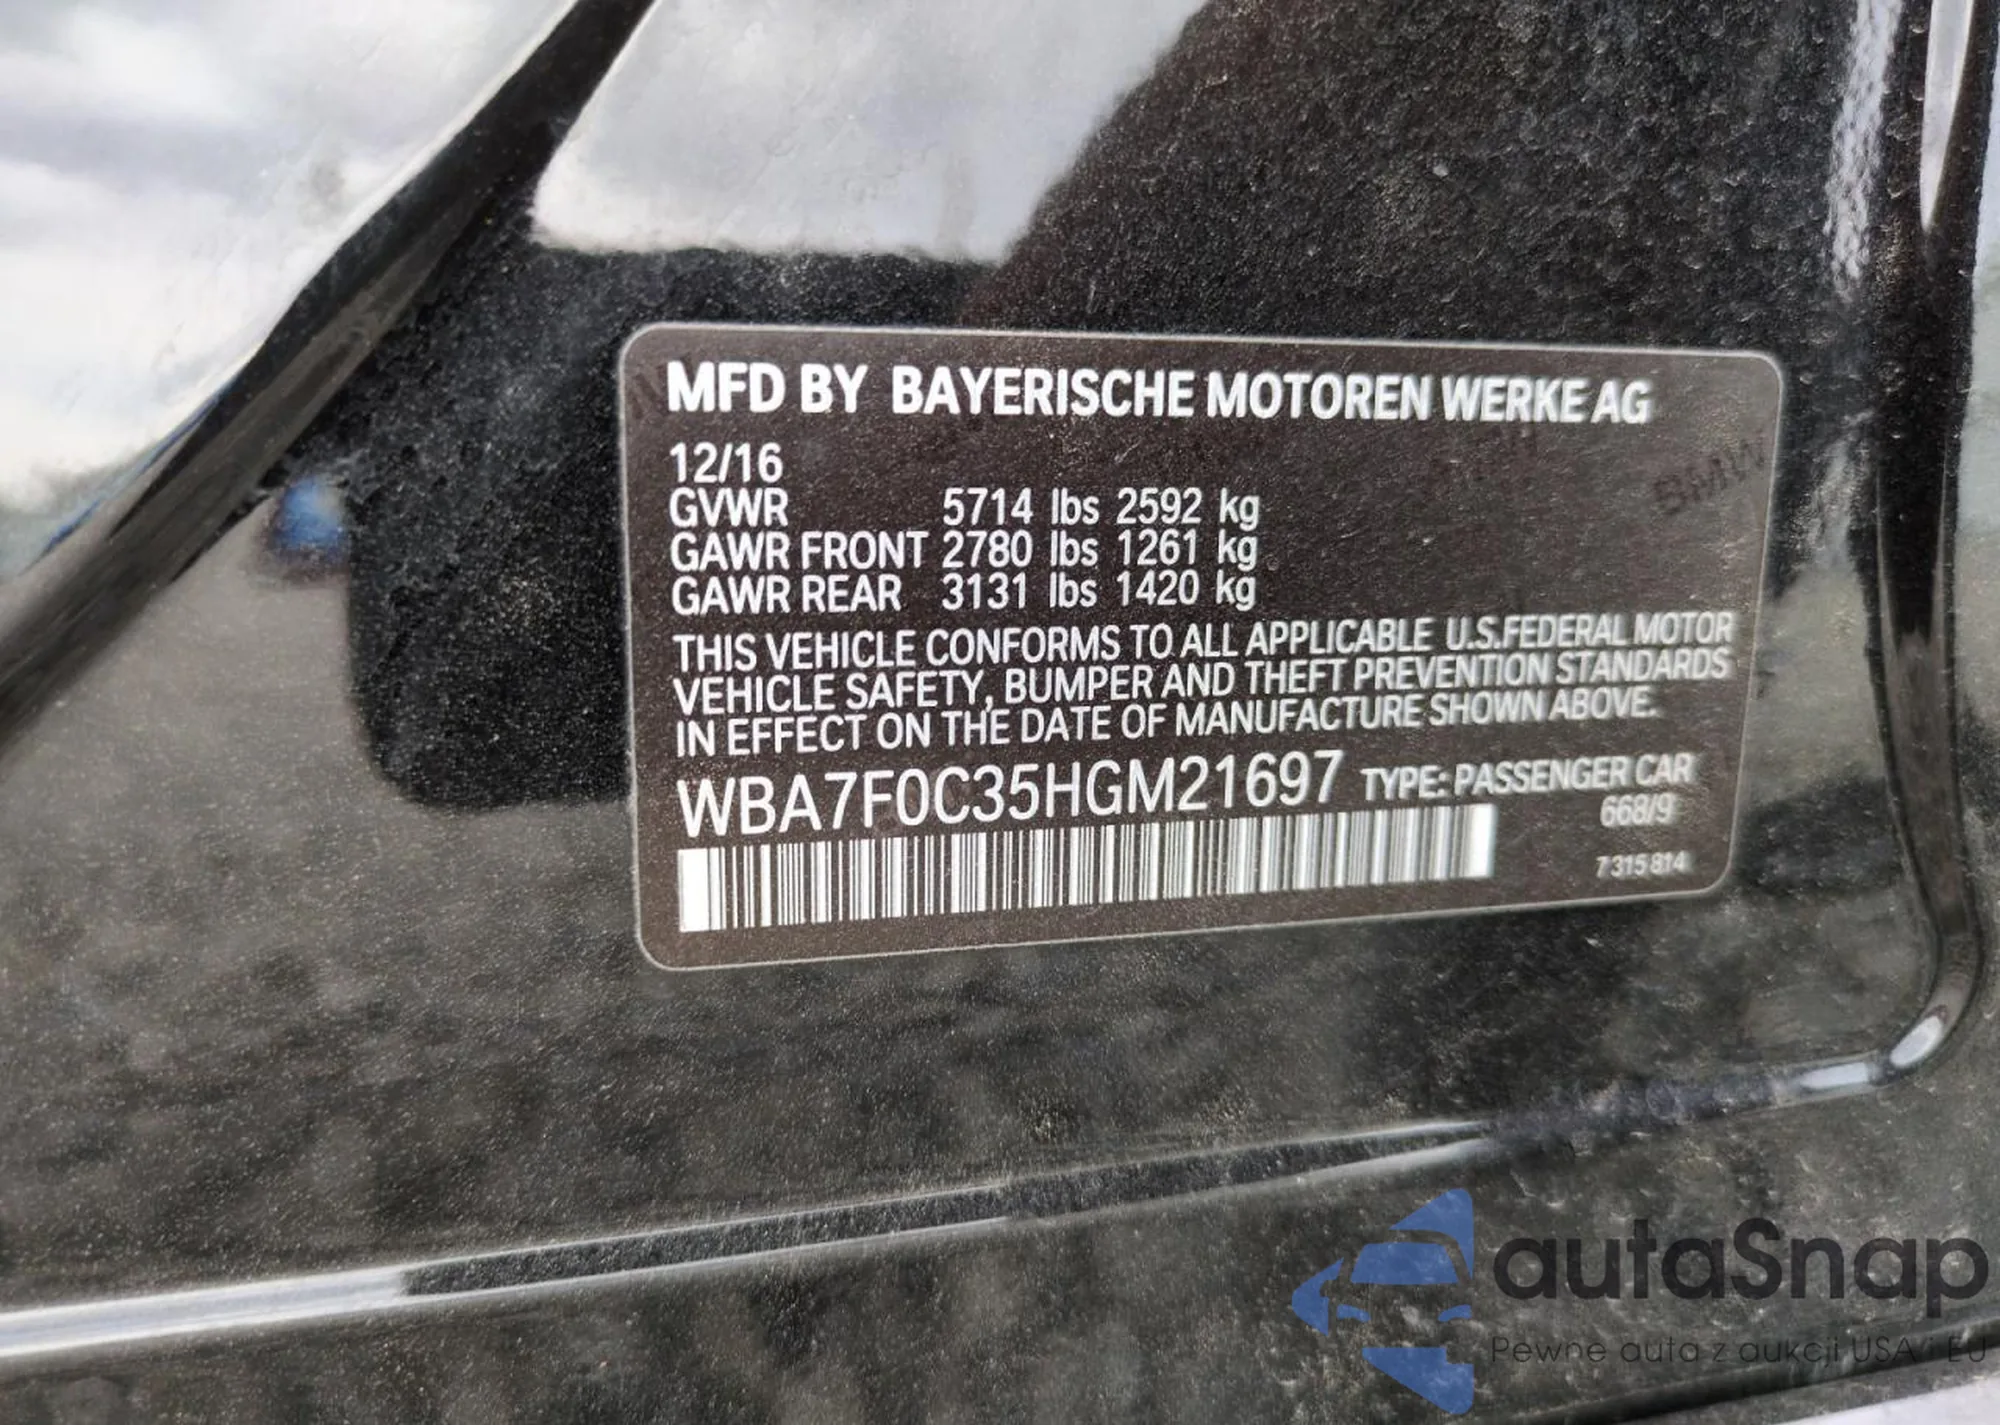 MFD BY BAYERISCHE MOTOREN WERKE AG
12/16
GVWR 5714 lbs 2592 kg
GAWR FRONT 2780 lbs 1261 kg
GAWR REAR 3131 lbs 1420 kg
THIS VEHICLE CONFORMS TO ALL APPLICABLE U.S.FEDERAL MOTOR
VEHICLE SAFETY, BUMPER AND THEFT PREVENTION STANDARDS
IN EFFECT ON THE DATE OF MANUFACTURE SHOWN ABOVE.
WBA7F0C35HGM21697 TYPE: PASSENGER CAR
668/9
7 315 814
BMW
autaSnap
Pewne auta z aukcji USA i EU